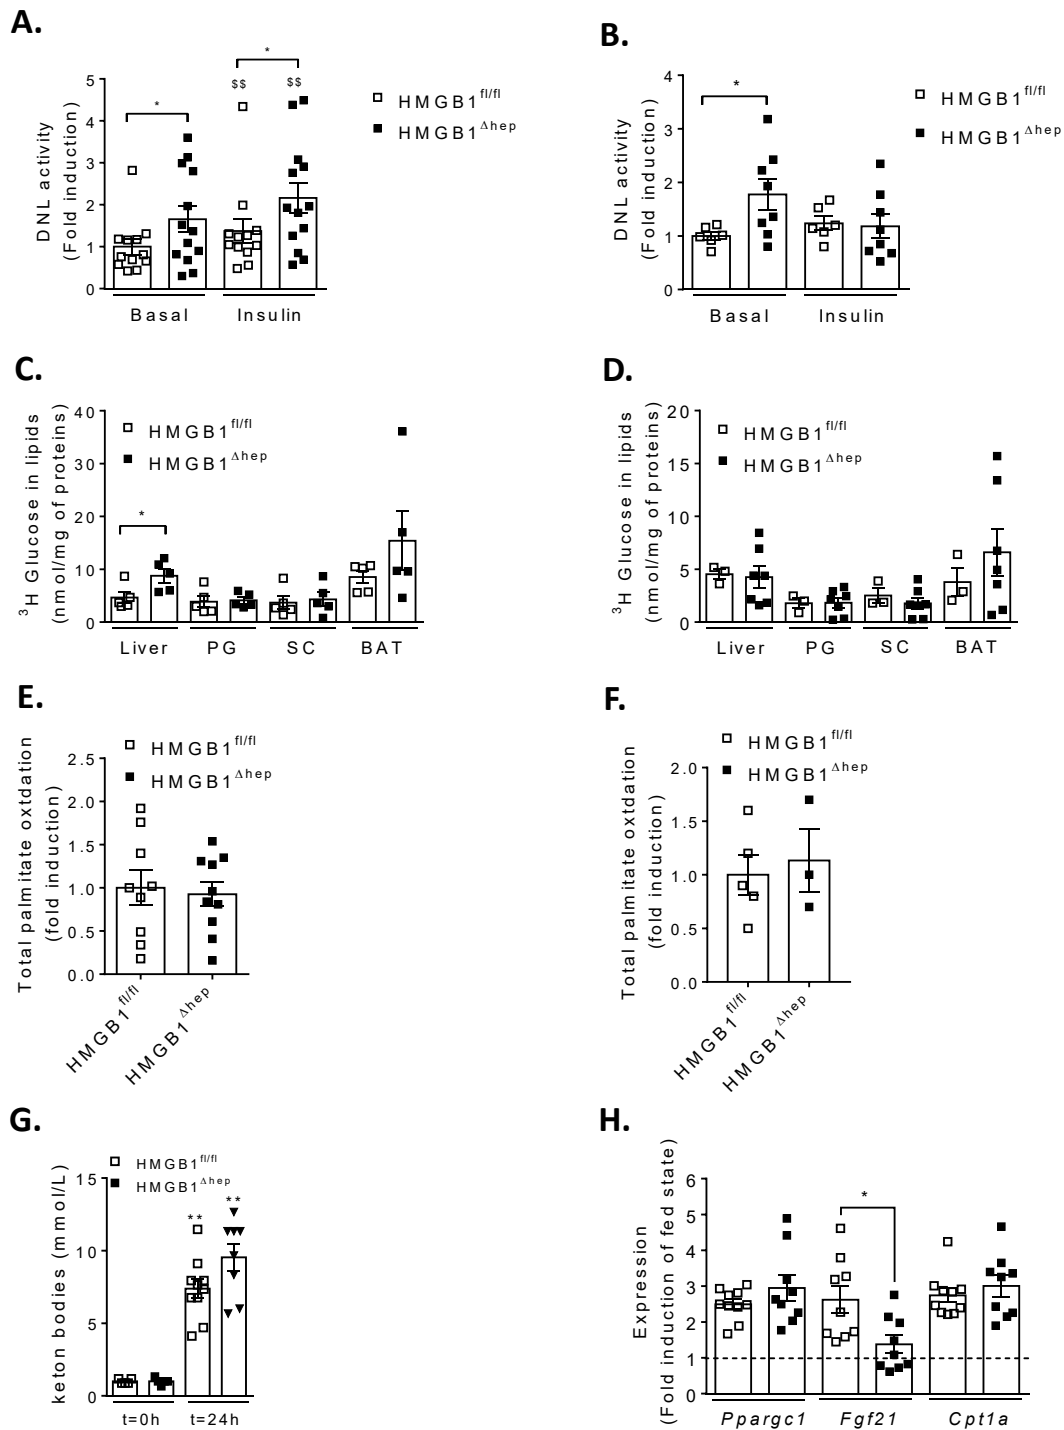 A.
DNL activity
(Fold induction)
5
4
3
2
1
0
*
*
$$
$$
HMGB1fl/fl
HMGB1Δhep
Basal
Insulin
B.
DNL activity
(Fold induction)
4
3
2
1
0
*
HMGB1fl/fl
HMGB1Δhep
Basal
Insulin
C.
3H Glucose in lipids
(nmol/mg of proteins)
40
30
20
10
0
HMGB1fl/fl
HMGB1Δhep
*
Liver
PG
SC
BAT
D.
3H Glucose in lipids
(nmol/mg of proteins)
20
15
10
5
0
HMGB1fl/fl
HMGB1Δhep
Liver
PG
SC
BAT
E.
Total palmitate oxtdation
(fold induction)
2.5
2.0
1.5
1.0
0.5
0.0
HMGB1fl/fl
HMGB1Δhep
HMGB1fl/fl
HMGB1Δhep
F.
Total palmitate oxtdation
(fold induction)
2.0
1.5
1.0
0.5
0.0
HMGB1fl/fl
HMGB1Δhep
HMGB1fl/fl
HMGB1Δhep
G.
keton bodies (mmol/L)
15
10
5
0
HMGB1fl/fl
HMGB1Δhep
**
**
t=0h
t=24h
H.
Expression
(Fold induction of fed state)
6
5
4
3
2
1
0
*
Ppargc1
Fgf21
Cpt1a